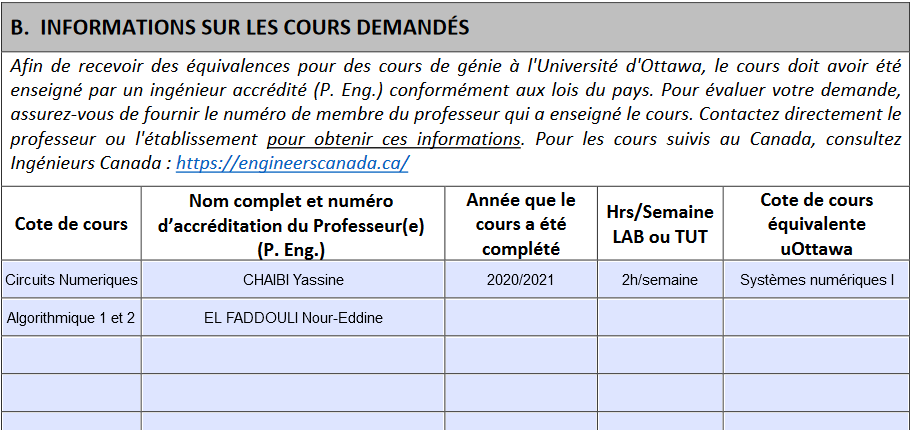 B. INFORMATIONS SUR LES COURS DEMANDÉS
Afin de recevoir des équivalences pour des cours de génie à l'Université d'Ottawa, le cours doit avoir été
enseigné par un ingénieur accrédité (P. Eng.) conformément aux lois du pays. Pour évaluer votre demande,
assurez-vous de fournir le numéro de membre du professeur qui a enseigné le cours. Contactez directement le
professeur ou l'établissement pour obtenir ces informations. Pour les cours suivis au Canada, consultez
Ingénieurs Canada : https://engineerscanada.ca/
Cote de cours
Nom complet et numéro
d’accréditation du Professeur(e)
(P. Eng.)
Année que le
cours a été
complété
Hrs/Semaine
LAB ou TUT
Cote de cours
équivalente
uOttawa
Circuits Numeriques
CHAIBI Yassine
2020/2021
2h/semaine
Systèmes numériques I
Algorithmique 1 et 2
EL FADDOULI Nour-Eddine